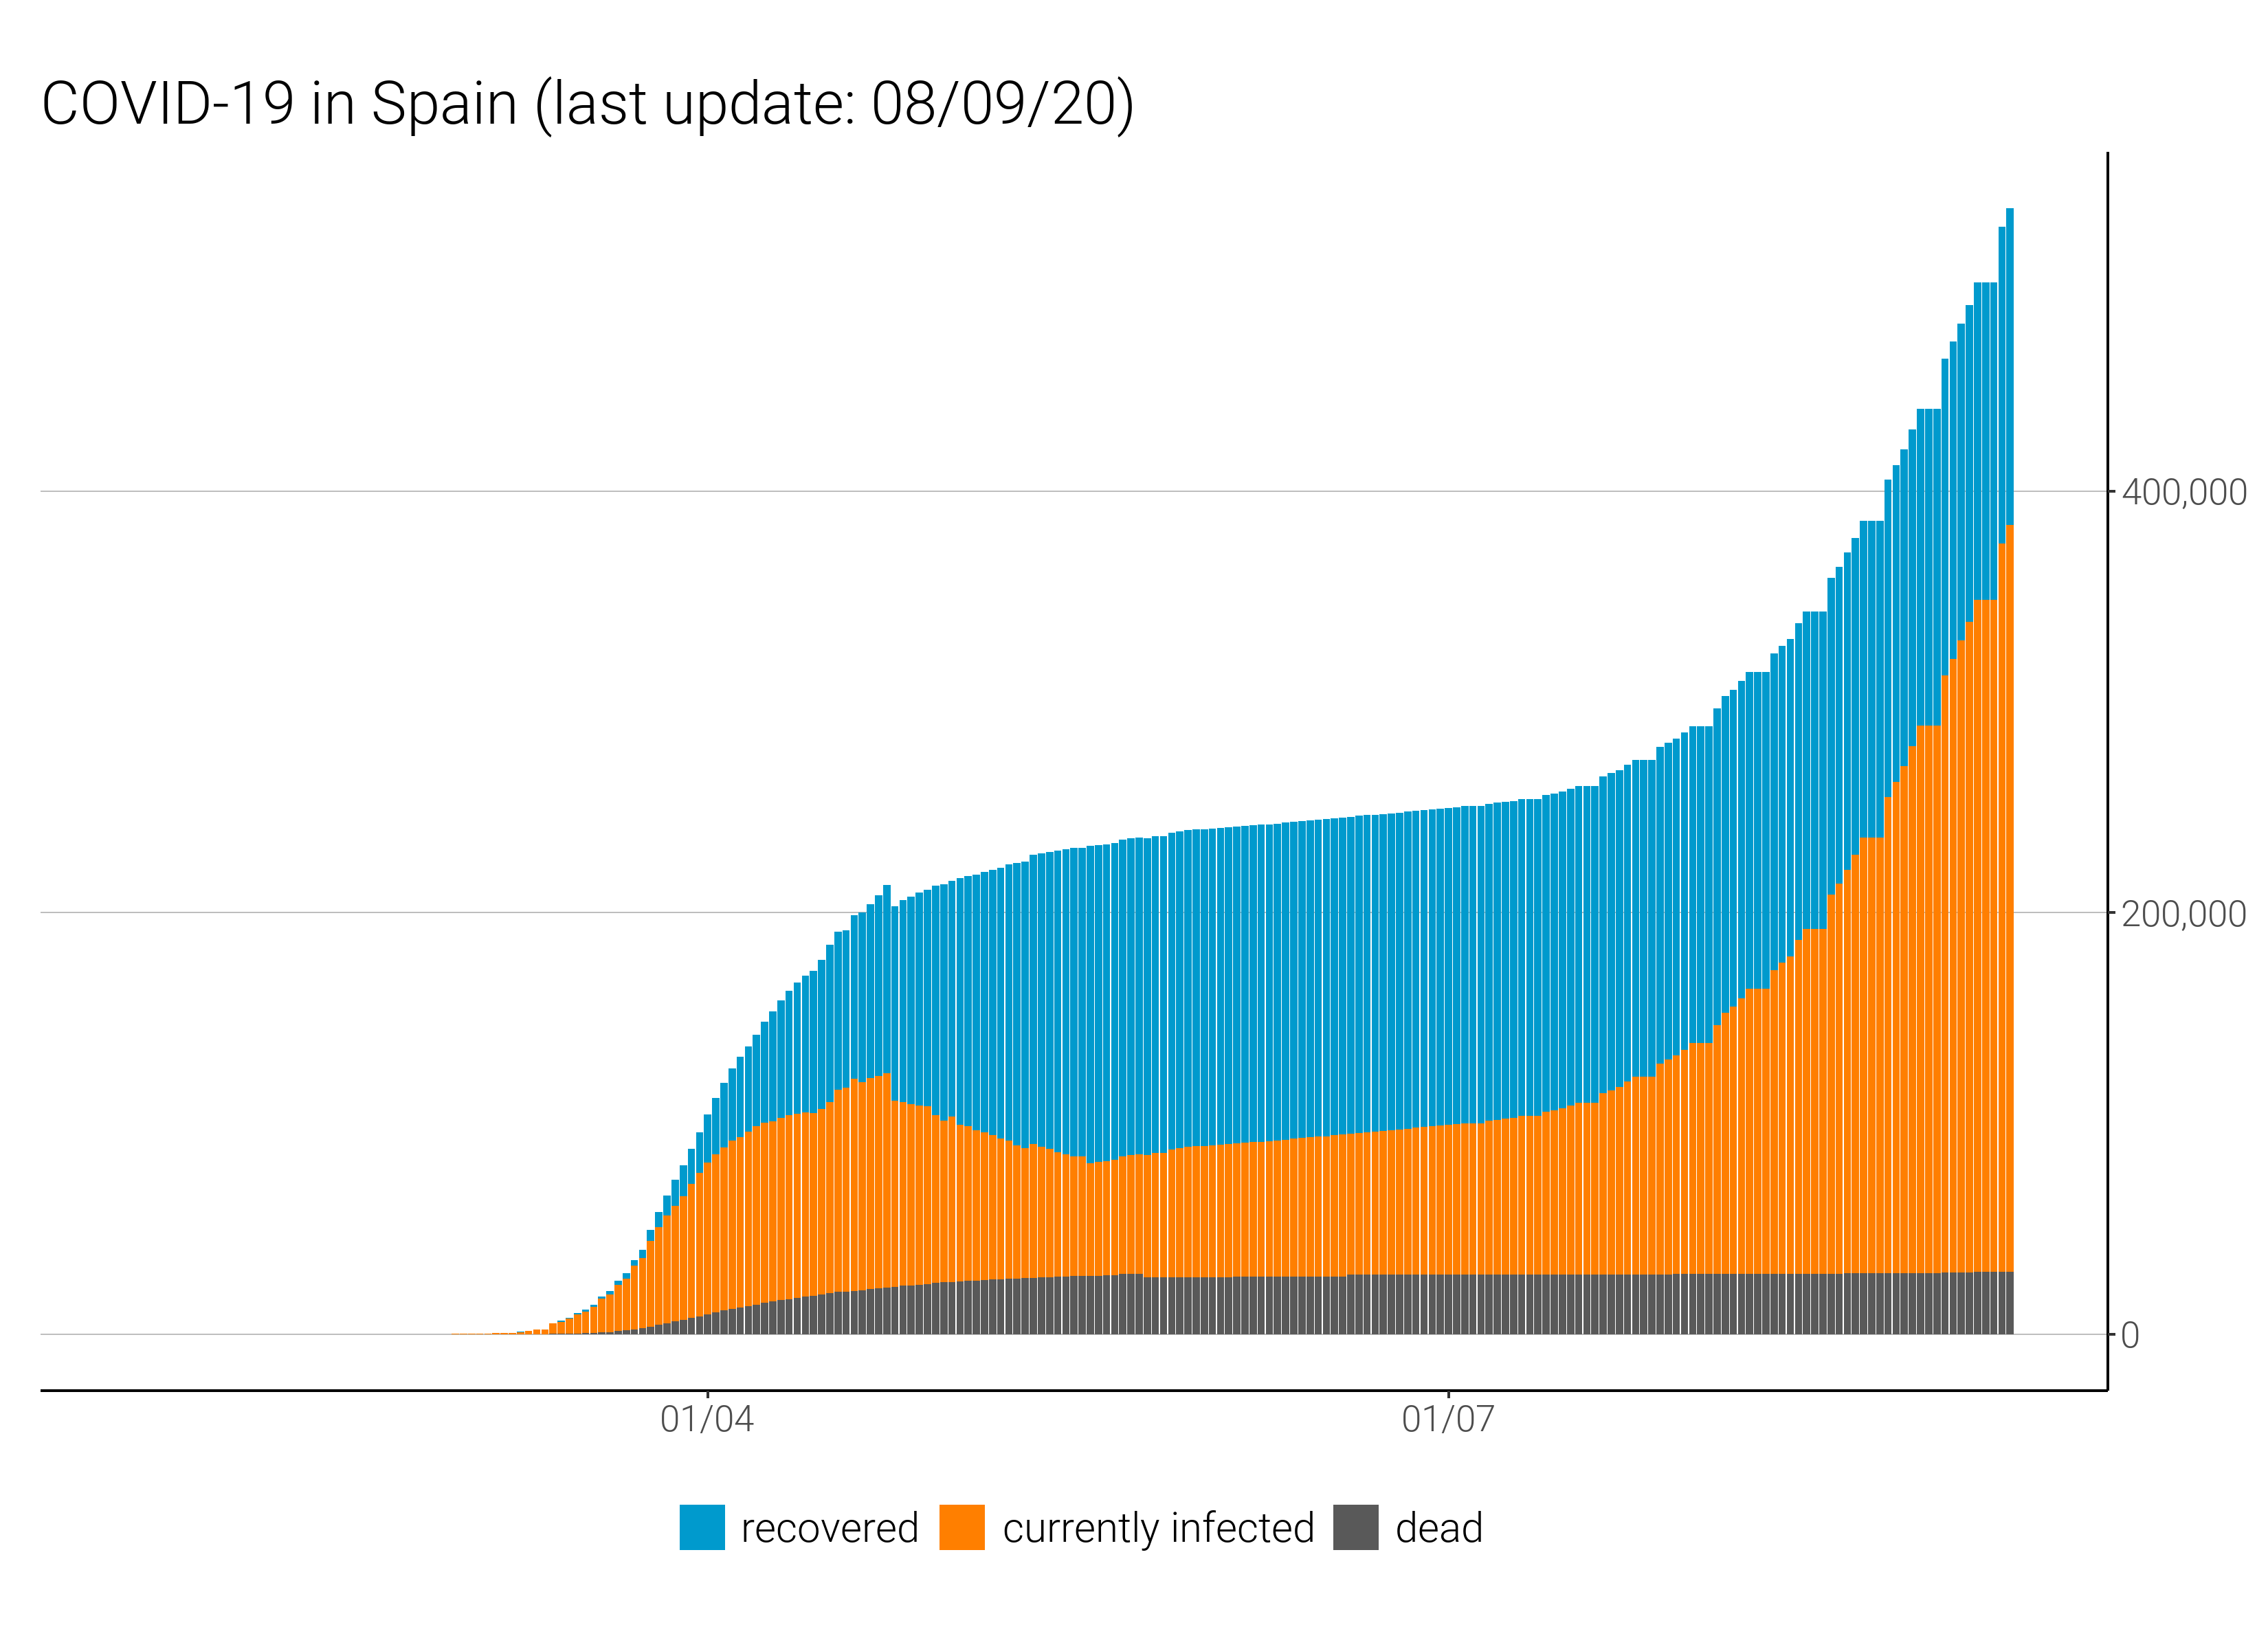 COVID-19 in Spain (last update: 08/09/20)
400,000
200,000
0
01/04 01/07
recovered currently infected dead